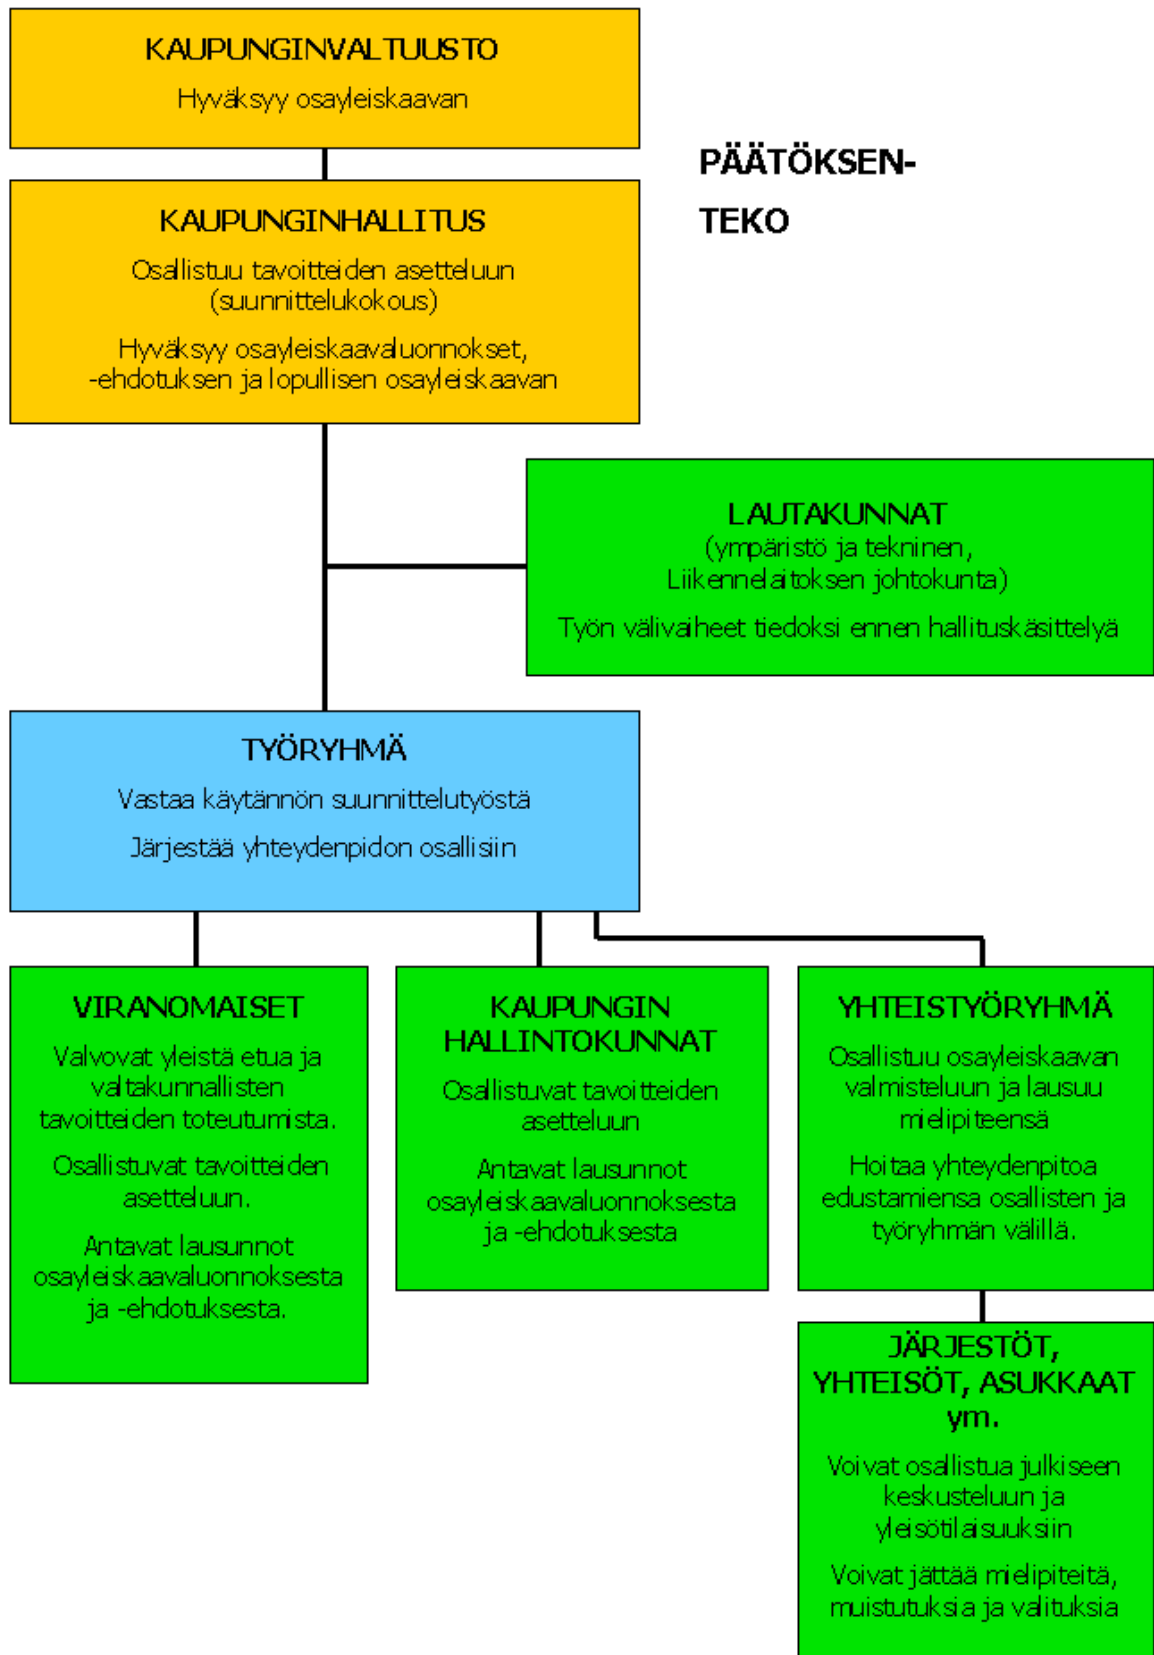 KAUPUNGINVALTUUSTO
Hyväksyy osayleiskaavan
PÄÄTÖKSEN-
TEKO
KAUPUNGINHALLITUS
Osallistuu tavoitteiden asetteluun
(suunnittelukokous)
Hyväksyy osayleiskaavaluonnokset,
-ehdotuksen ja lopullisen osayleiskaavan
LAUTAKUNNAT
(ympäristö ja tekninen,
Liikennelaitoksen johtokunta)
Työn välivaiheet tiedoksi ennen hallituskäsittelyä
TYÖRYHMÄ
Vastaa käytännön suunnittelutyöstä
Järjestää yhteydenpidon osallisiin
VIRANOMAISET
Valvovat yleistä etua ja
valtakunnallisten
tavoitteiden toteutumista.
Osallistuvat tavoitteiden
asetteluun.
Antavat lausunnot
osayleiskaavaluonnoksesta
ja -ehdotuksesta.
KAUPUNGIN
HALLINTOKUNNAT
Osallistuvat tavoitteiden
asetteluun
Antavat lausunnot
osayleiskaavaluonnoksesta
ja -ehdotuksesta
YHTEISTYÖRYHMÄ
Osallistuu osayleiskaavan
valmisteluun ja lausuu
mielipiteensä
Hoitaa yhteydenpitoa
edustamiensa osallisten ja
työryhmän välillä.
JÄRJESTÖT,
YHTEISÖT, ASUKKAAT
ym.
Voivat osallistua julkiseen
keskusteluun ja
yleisötilaisuuksiin
Voivat jättää mielipiteitä,
muistutuksia ja valituksia